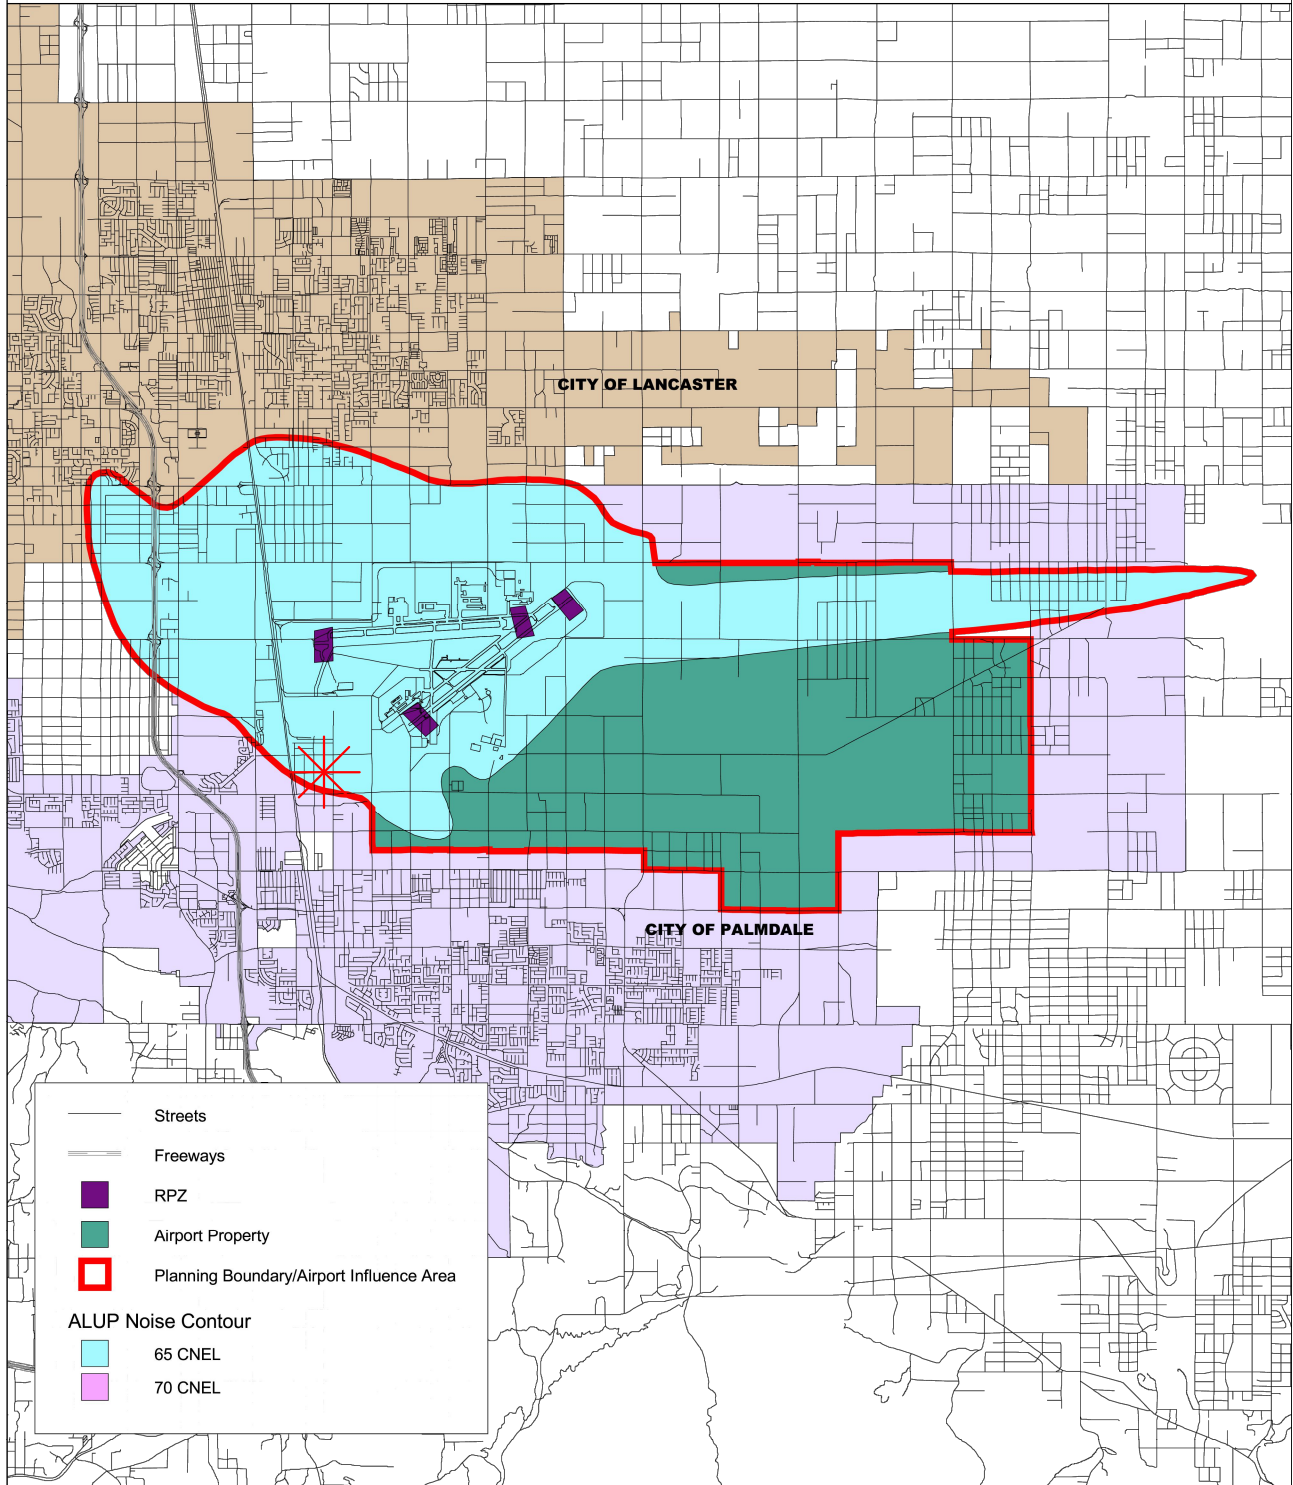 CITY OF LANCASTER
CITY OF PALMDALE
Streets
Freeways
RPZ
Airport Property
Planning Boundary/Airport Influence Area
ALUP Noise Contour
65 CNEL
70 CNEL